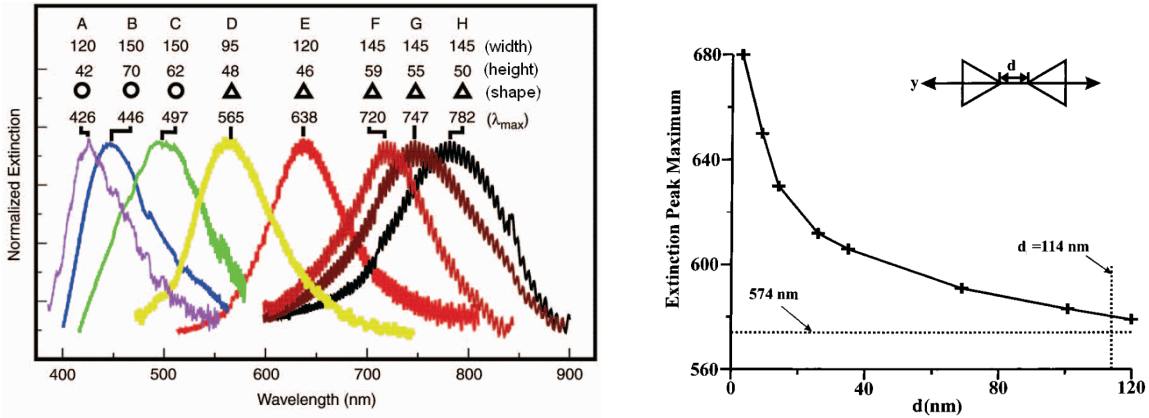 A B C D E F G H
120 150 150 95 120 145 145 145 (width)
42 70 62 48 46 59 55 50 (height)
(shape)
426 446 497 565 638 720 747 782 (λmax)
Normalized Extinction
400 500 600 700 800 900
Wavelength (nm)
Extinction Peak Maximum
680
640
600
560
y
d
d =114 nm
574 nm
0 40 80 120
d(nm)